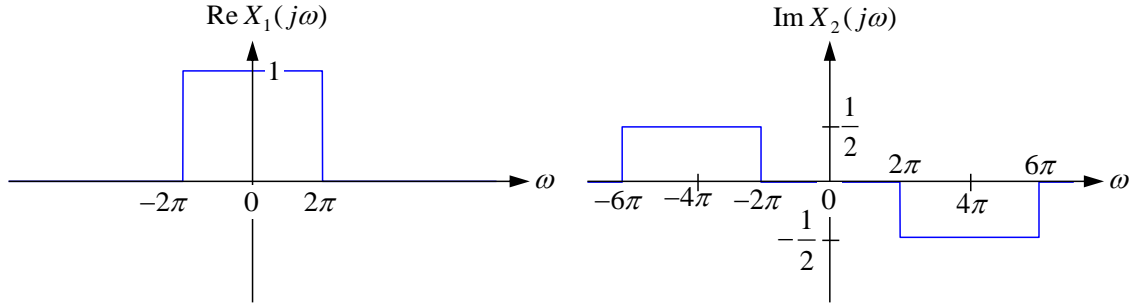 Re X₁(jω)
1
ω
−2π 0 2π
Im X₂(jω)
1/2
2π 6π
ω
−6π −4π −2π 0 4π
−1/2